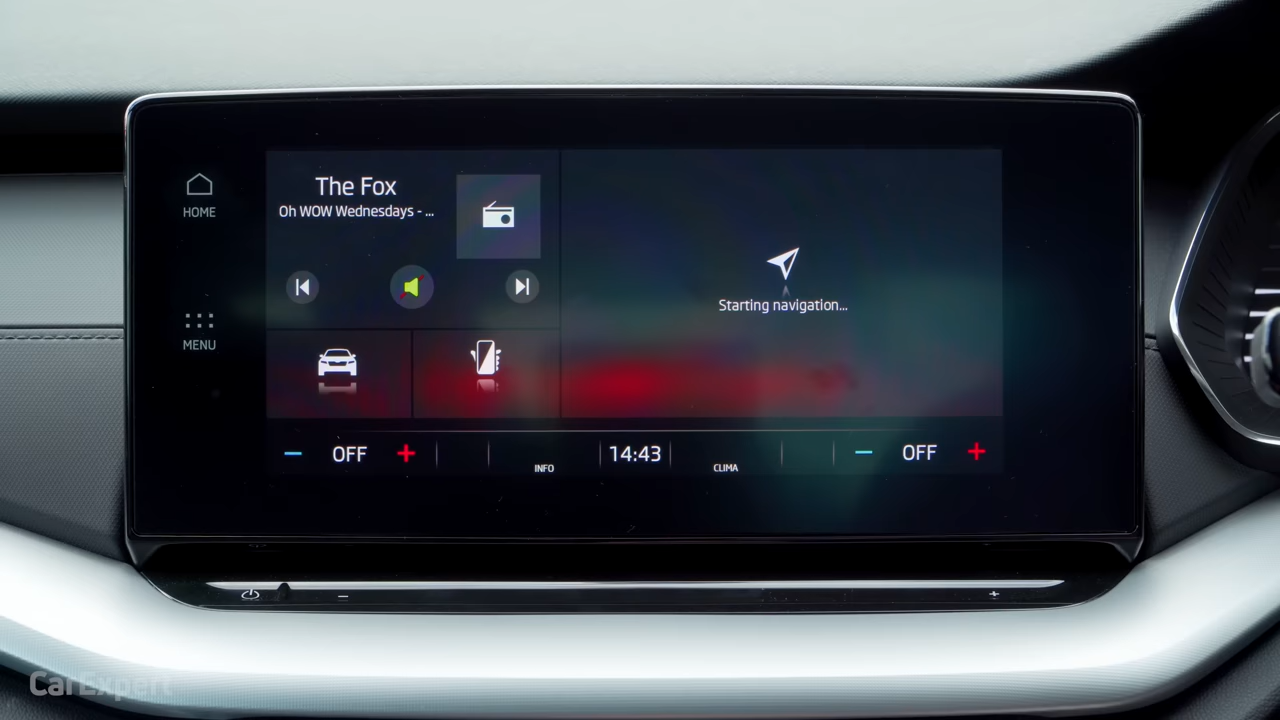 The Fox
Oh WOW Wednesdays - ...
HOME
MENU
Starting navigation...
− OFF +
INFO
14:43
CLIMA
− OFF +
− +
CarExpert